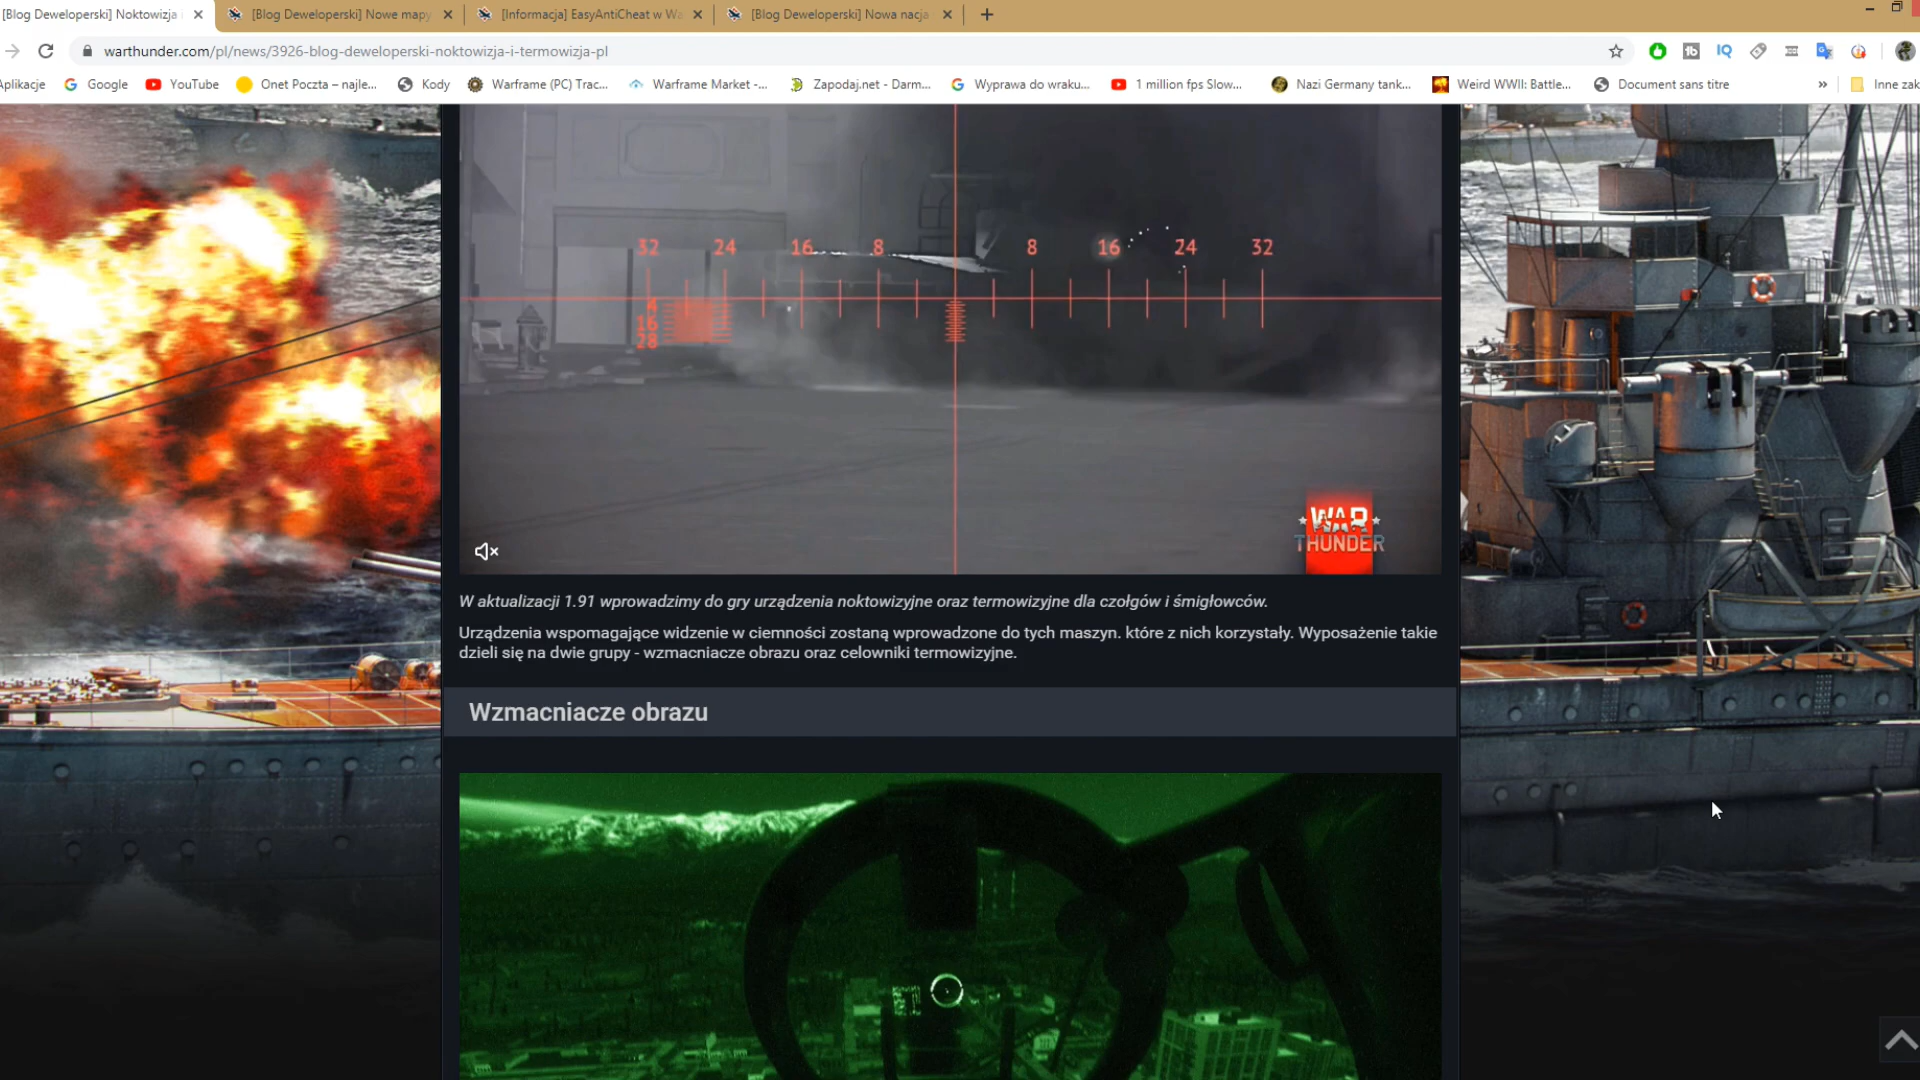 [Blog Deweloperski] Noktowizja
[Blog Deweloperski] Nowe mapy
[Informacja] EasyAntiCheat w Wa
[Blog Deweloperski] Nowa nacja
warthunder.com/pl/news/3926-blog-deweloperski-noktowizja-i-termowizja-pl
Aplikacje
Google
YouTube
Onet Poczta – najle...
Kody
Warframe (PC) Trac...
Warframe Market -...
Zapodaj.net - Darm...
Wyprawa do wraku...
1 million fps Slow...
Nazi Germany tank...
Weird WWII: Battle...
Document sans titre
»
Inne zak
32 24 16 8 8 16 24 32
4
16
28
WAR
THUNDER
W aktualizacji 1.91 wprowadzimy do gry urządzenia noktowizyjne oraz termowizyjne dla czołgów i śmigłowców.
Urządzenia wspomagające widzenie w ciemności zostaną wprowadzone do tych maszyn. które z nich korzystały. Wyposażenie takie
dzieli się na dwie grupy - wzmacniacze obrazu oraz celowniki termowizyjne.
Wzmacniacze obrazu